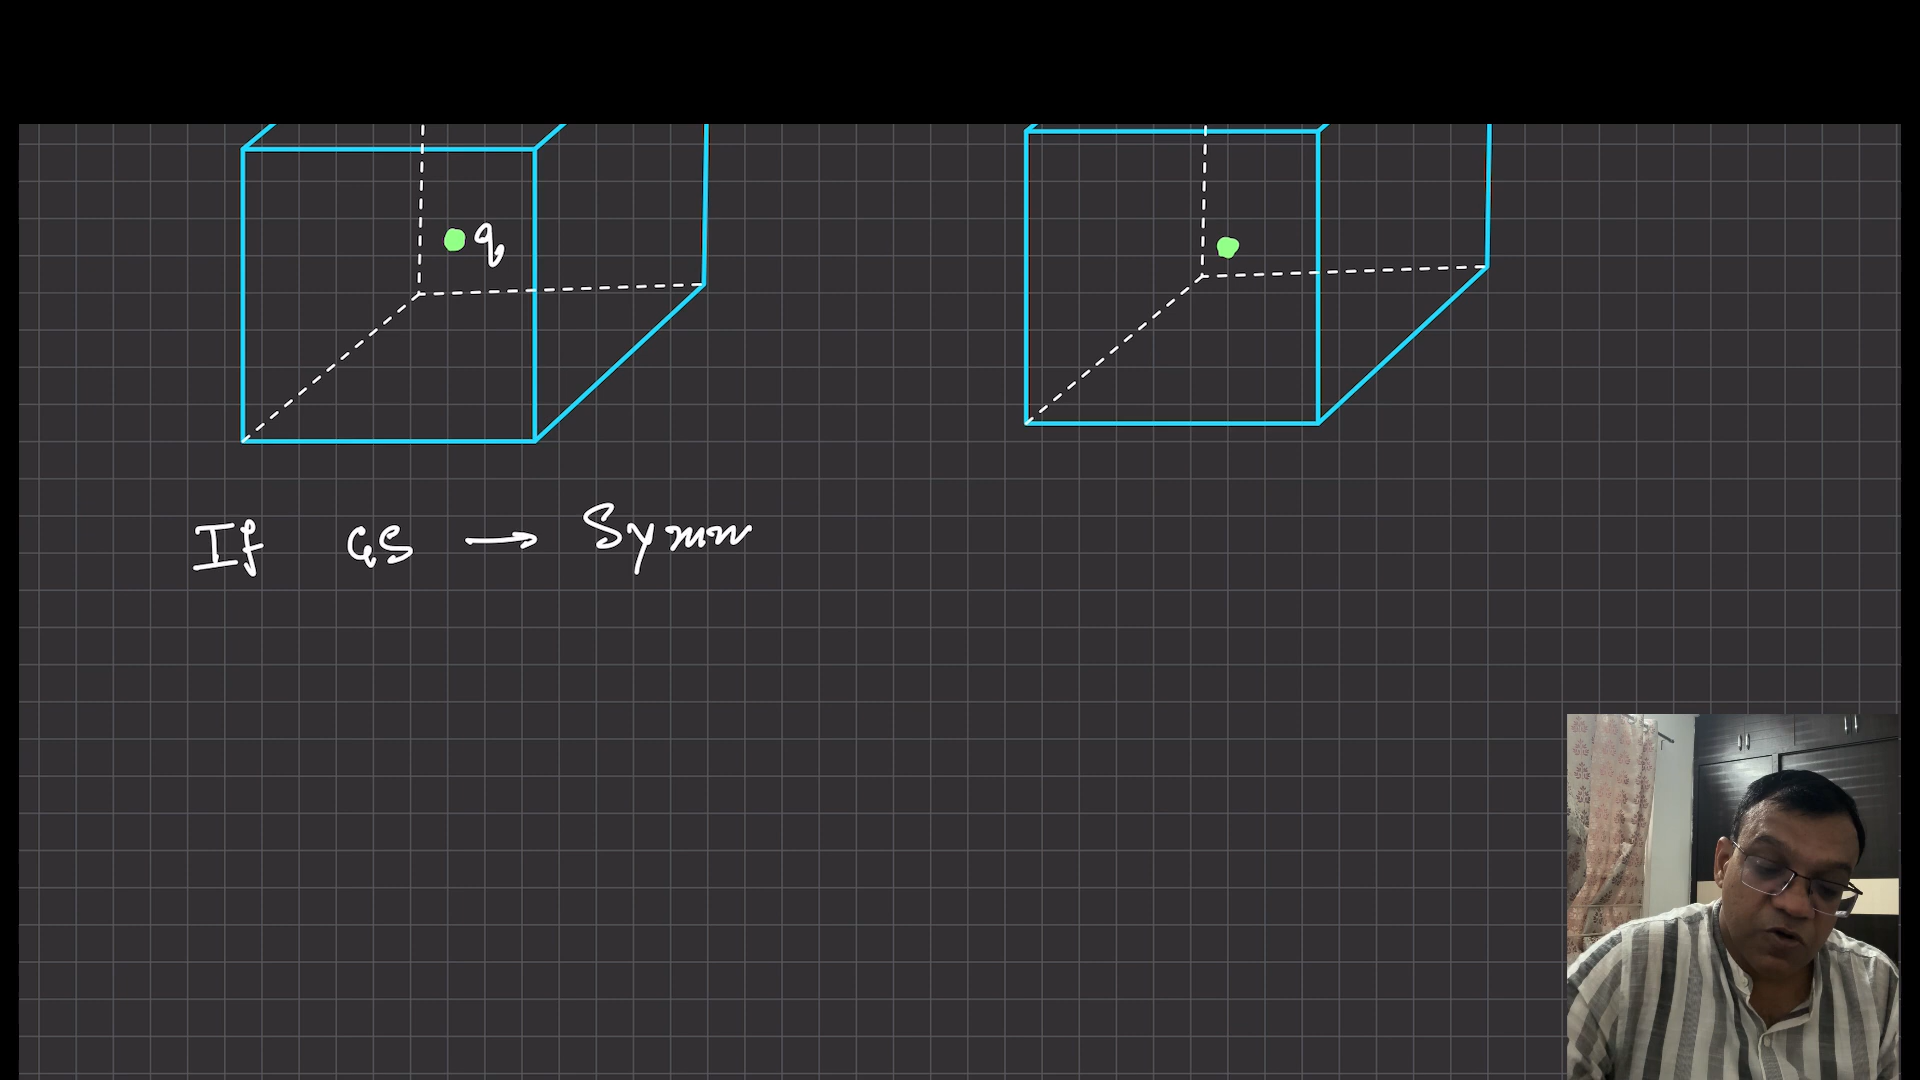 q
If GS → Symm